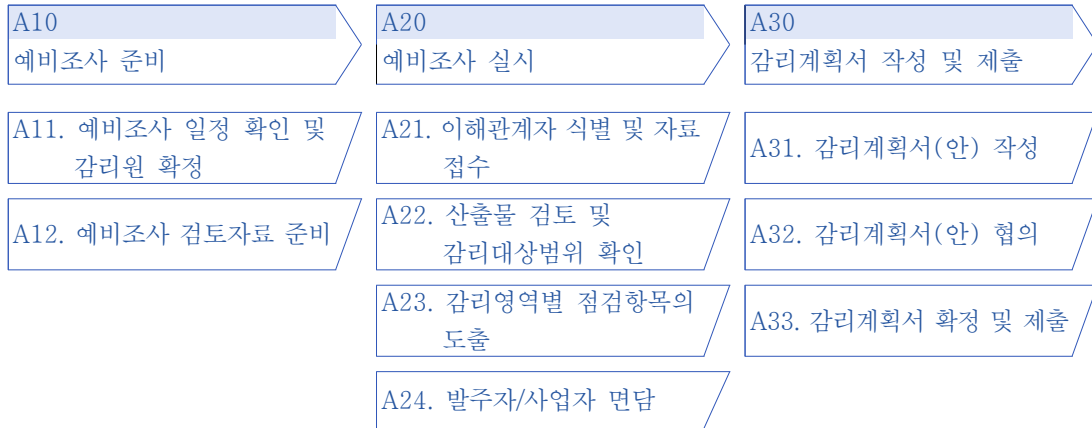 A10
예비조사 준비
A11. 예비조사 일정 확인 및
감리원 확정
A12. 예비조사 검토자료 준비
A20
예비조사 실시
A21. 이해관계자 식별 및 자료
접수
A22. 산출물 검토 및
감리대상범위 확인
A23. 감리영역별 점검항목의
도출
A24. 발주자/사업자 면담
A30
감리계획서 작성 및 제출
A31. 감리계획서(안) 작성
A32. 감리계획서(안) 협의
A33. 감리계획서 확정 및 제출